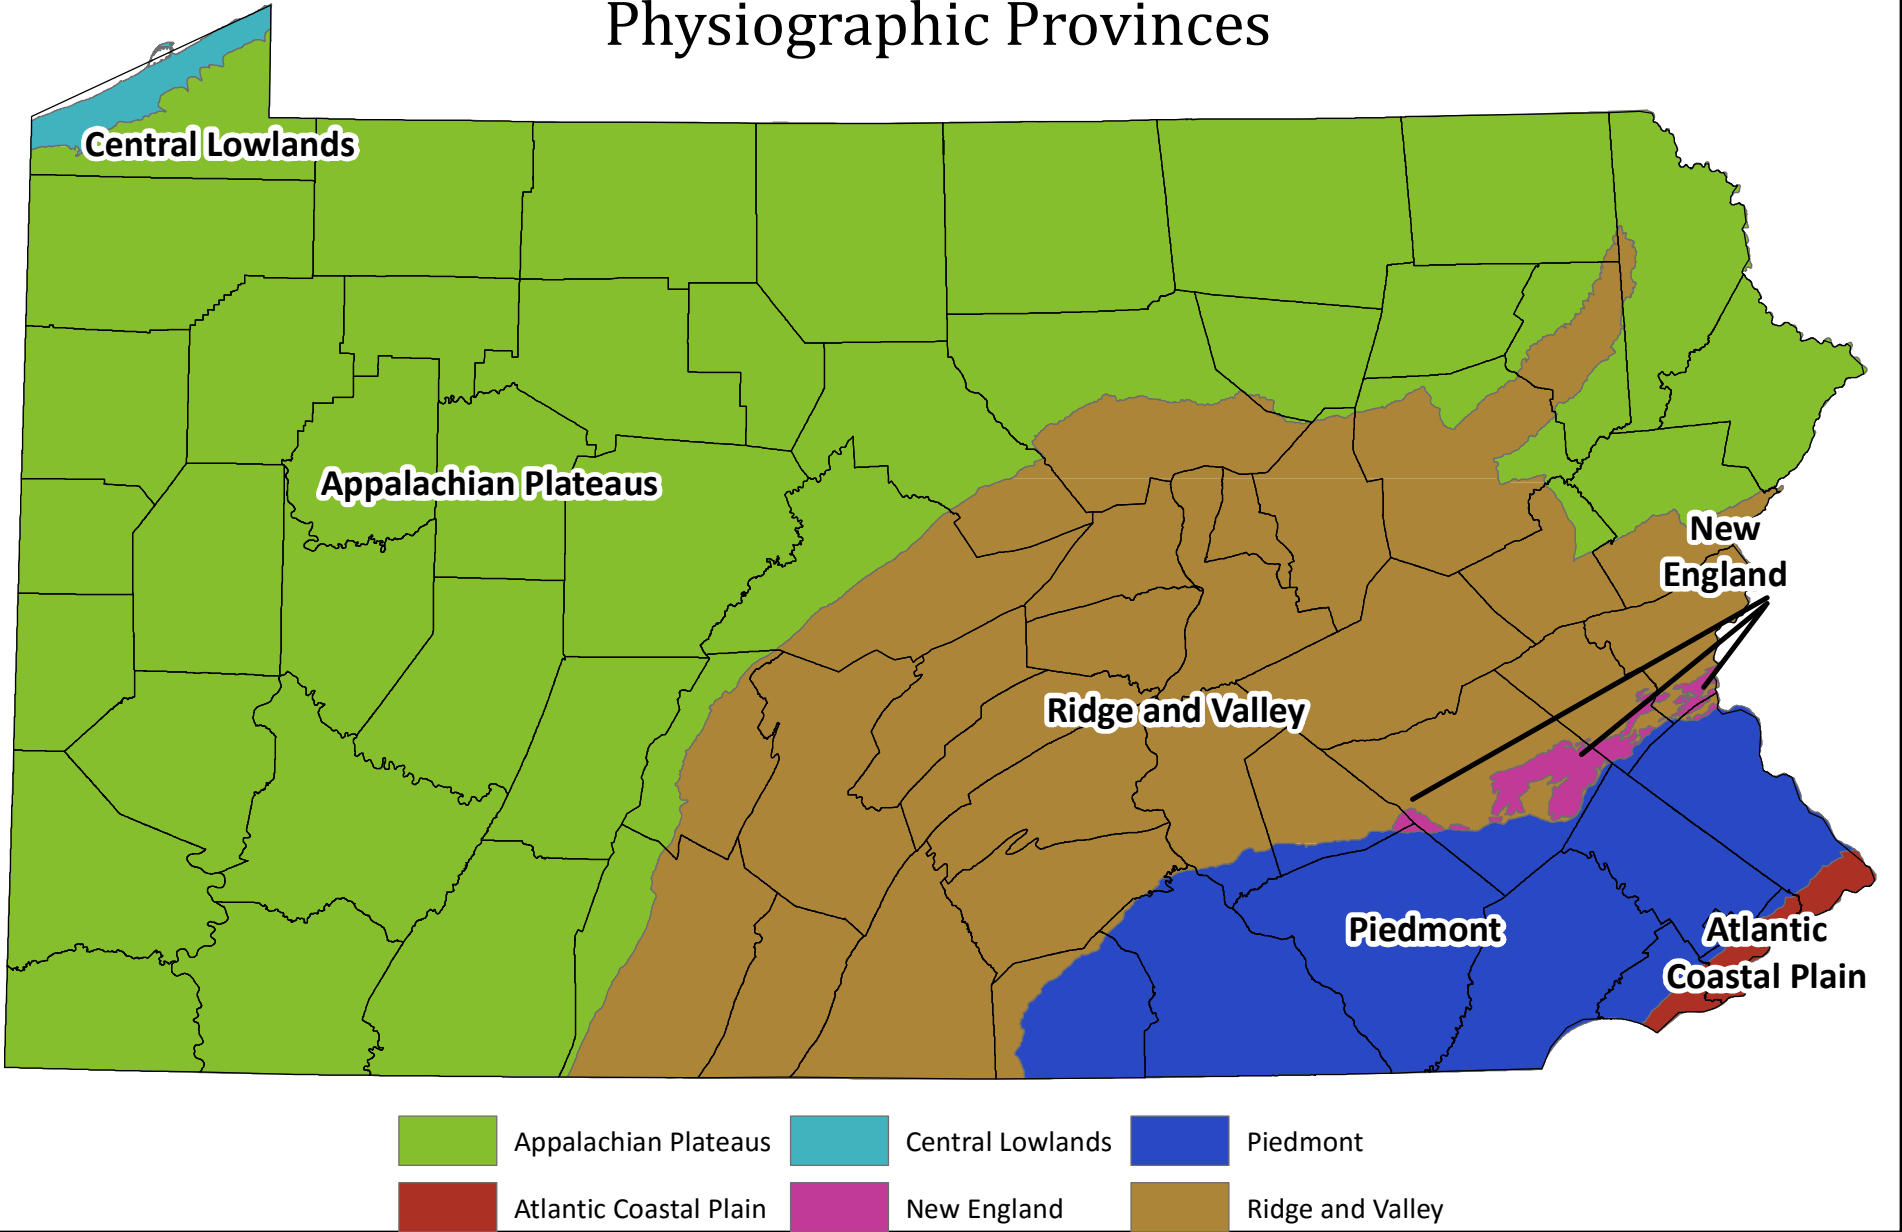 Physiographic Provinces
Central Lowlands
Appalachian Plateaus
New
England
Ridge and Valley
Piedmont
Atlantic
Coastal Plain
Appalachian Plateaus
Central Lowlands
Piedmont
Atlantic Coastal Plain
New England
Ridge and Valley